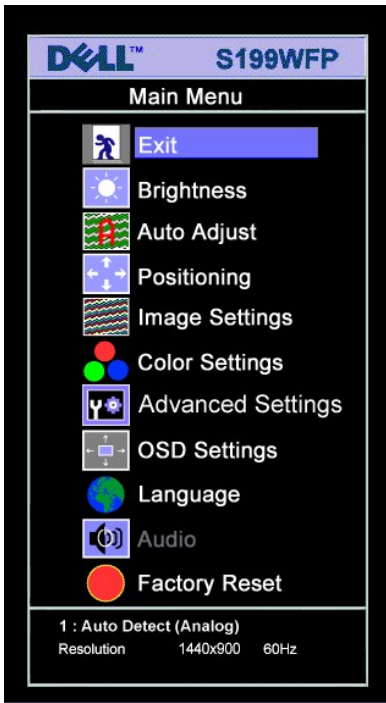 DELL™ S199WFP
Main Menu
Exit
Brightness
Auto Adjust
Positioning
Image Settings
Color Settings
Advanced Settings
OSD Settings
Language
Audio
Factory Reset
1 : Auto Detect (Analog)
Resolution 1440x900 60Hz